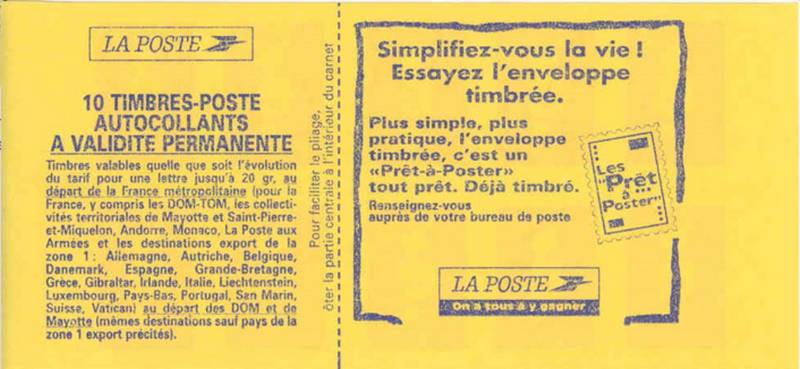 LA POSTE
10 TIMBRES-POSTE
AUTOCOLLANTS
A VALIDITE PERMANENTE
Timbres valables quelle que soit l'évolution
du tarif pour une lettre jusqu'à 20 gr, au
départ de la France métropolitaine (pour la
France, y compris les DOM-TOM, les collecti-
vités territoriales de Mayotte et Saint-Pierre-
et-Miquelon, Andorre, Monaco, La Poste aux
Armées et les destinations export de la
zone 1 : Allemagne, Autriche, Belgique,
Danemark, Espagne, Grande-Bretagne,
Grèce, Gibraltar, Irlande, Italie, Liechtenstein,
Luxembourg, Pays-Bas, Portugal, San Marin,
Suisse, Vatican) au départ des DOM et de
Mayotte (mêmes destinations sauf pays de la
zone 1 export précités).
Pour faciliter le pliage,
ôter la partie centrale à l'intérieur du carnet
Simplifiez-vous la vie !
Essayez l'enveloppe
timbrée.
Plus simple, plus
pratique, l'enveloppe
timbrée, c'est un
«Prêt-à-Poster»
tout prêt. Déjà timbré.
Renseignez-vous
auprès de votre bureau de poste
Les
"Prêt
à
Poster"
LA POSTE
On a tous à y gagner